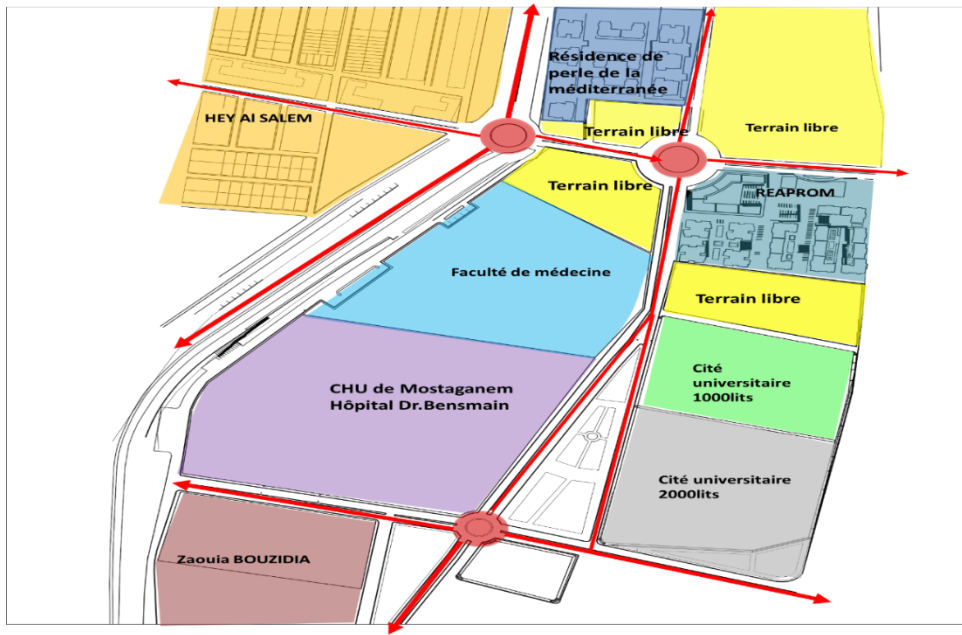 Résidence de
perle de la
méditerranée
HEY Al SALEM
Terrain libre
Terrain libre
Terrain libre
REAPROM
Faculté de médecine
Terrain libre
CHU de Mostaganem
Hôpital Dr.Bensmain
Cité
universitaire
1000lits
Cité universitaire
2000lits
Zaouia BOUZIDIA